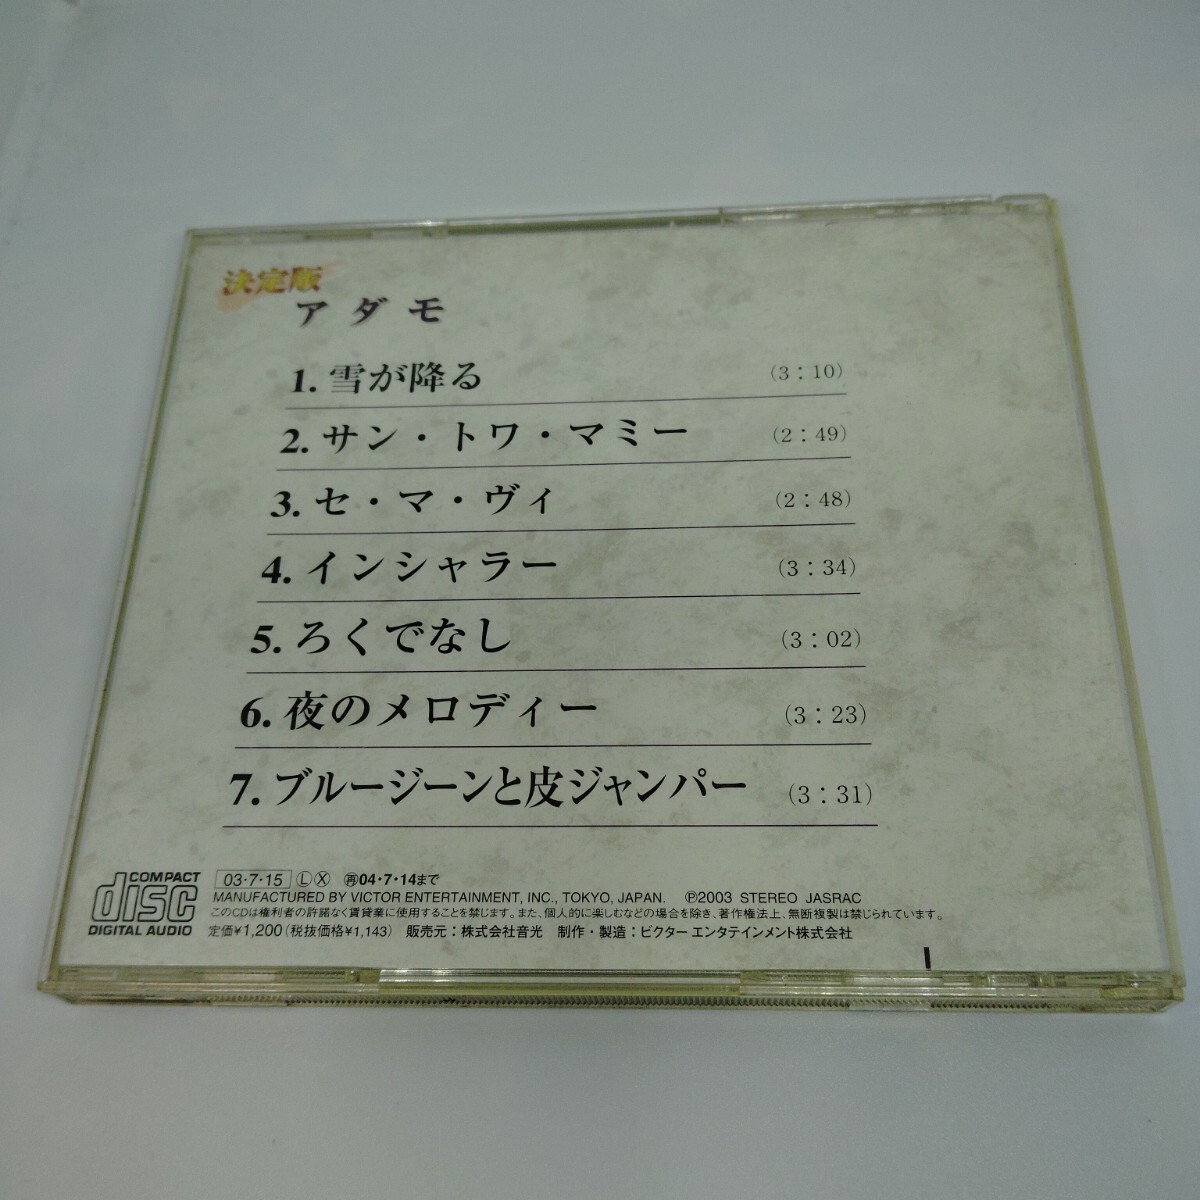 決定版
アダモ
1. 雪が降る (3:10)
2. サン・トワ・マミー (2:49)
3. セ・マ・ヴィ (2:48)
4. インシャラー (3:34)
5. ろくでなし (3:02)
6. 夜のメロディー (3:23)
7. ブルージーンと皮ジャンパー (3:31)
COMPACT
disc
DIGITAL AUDIO
03・7・15 Ⓛ Ⓧ ㊢04・7・14まで
MANUFACTURED BY VICTOR ENTERTAINMENT, INC., TOKYO, JAPAN. ℗2003 STEREO JASRAC
このCDは権利者の許諾なく賃貸業に使用することを禁じます。また、個人的に楽しむなどの場合を除き、著作権法上、無断複製は禁じられています。
定価¥1,200(税抜価格¥1,143) 販売元:株式会社音光 制作・製造:ビクターエンタテインメント株式会社